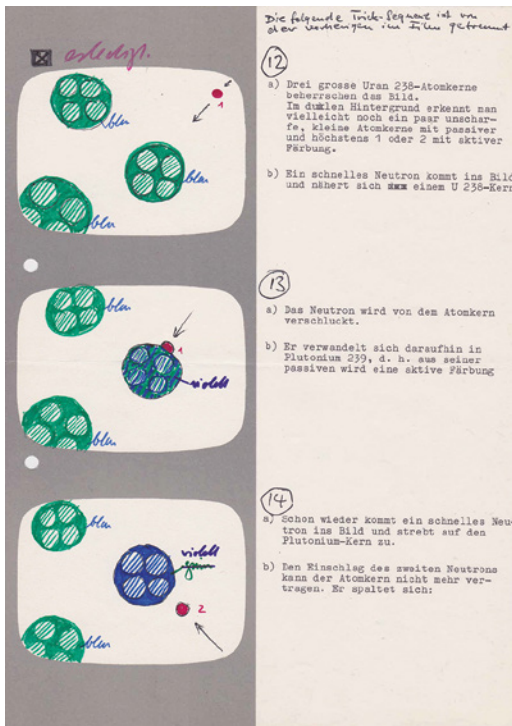 Die folgende Trick-Sequenz ist von
der vorherigen im Film getrennt
erledigt.
12
a) Drei grosse Uran 238-Atomkerne
beherrschen das Bild.
Im dunklen Hintergrund erkennt man
vielleicht noch ein paar unschar-
fe, kleine Atomkerne mit passiver
und höchstens 1 oder 2 mit aktiver
Färbung.
b) Ein schnelles Neutron kommt ins Bild
und nähert sich einem U 238-Kern
1
blau
blau
blau
13
a) Das Neutron wird von dem Atomkern
verschluckt.
b) Er verwandelt sich daraufhin in
Plutonium 239, d. h. aus seiner
passiven wird eine aktive Färbung
blau
1
violett
blau
14
a) Schon wieder kommt ein schnelles Neu-
tron ins Bild und strebt auf den
Plutonium-Kern zu.
b) Den Einschlag des zweiten Neutrons
kann der Atomkern nicht mehr ver-
tragen. Er spaltet sich:
blau
violett
2
blau